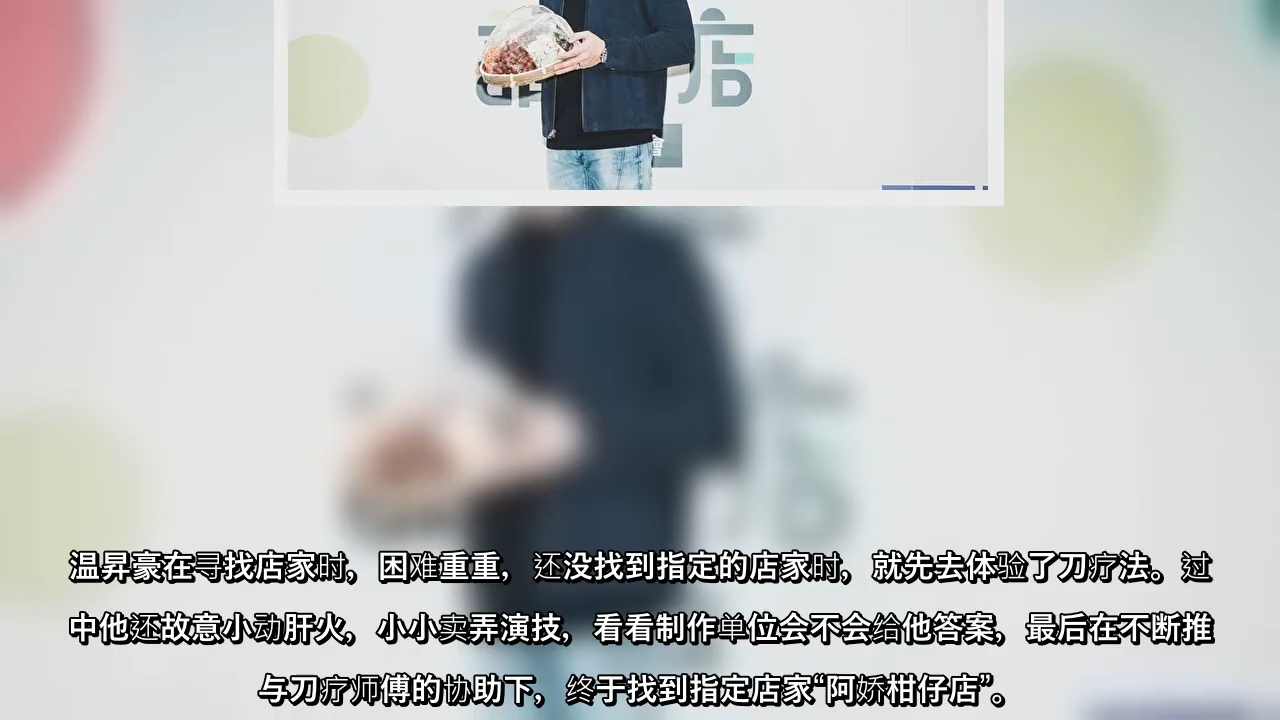 店
温昇豪在寻找店家时，困难重重，还没找到指定的店家时，就先去体验了刀疗法。过
中他还故意小动肝火，小小卖弄演技，看看制作单位会不会给他答案，最后在不断推
与刀疗师傅的协助下，终于找到指定店家“阿娇柑仔店”。